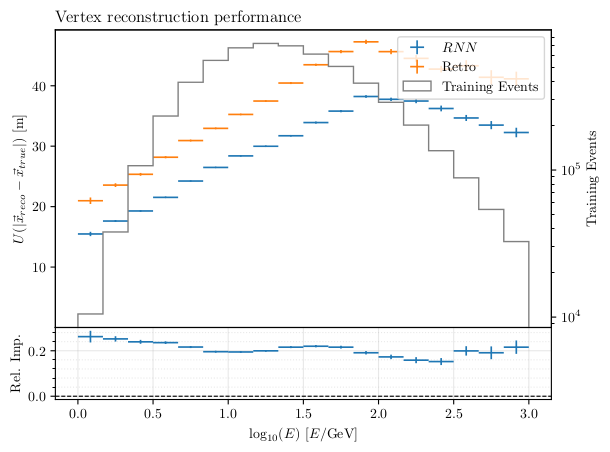 Vertex reconstruction performance
RNN
Retro
Training Events
U(|x⃗_reco − x⃗_true|) [m]
40
30
20
10
Training Events
10^5
10^4
Rel. Imp.
0.2
0.0
0.0 0.5 1.0 1.5 2.0 2.5 3.0
log_10(E) [E/GeV]